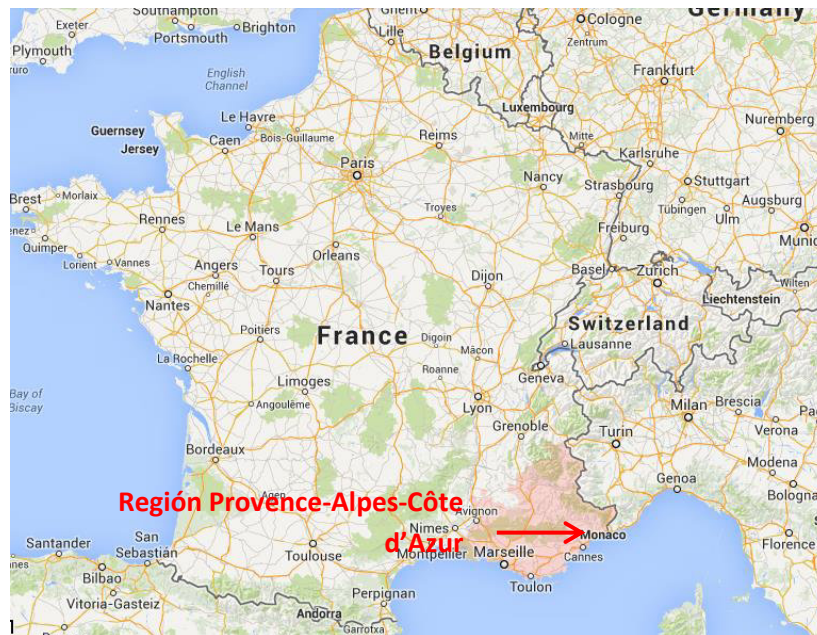 Southampton
Exeter
Portsmouth
Brighton
Plymouth
English
Channel
Guernsey
Jersey
Le Havre
Caen
Bois-Guillaume
Lille
Belgium
Cologne
Germany
Zentrum
Frankfurt
Luxembourg
Mitte
Nuremberg
Reims
Paris
Karlsruhe
Nancy
Strasbourg
Stuttgart
Tübingen
Ulm
Augsburg
Brest
Morlaix
Quimper
Lorient
Vannes
Rennes
Le Mans
Troyes
Orleans
Freiburg
Angers
Tours
Chemillé
Nantes
Dijon
Basel
Zürich
Wilten
Liechtenstein
Switzerland
Lausanne
Poitiers
France
Digoin
Mâcon
Roanne
Geneva
La Rochelle
Limoges
Angoulême
Lyon
Bay of
Biscay
Milan
Brescia
Verona
Grenoble
Turin
Bordeaux
Modena
Genoa
Bologna
Agen
Región Provence-Alpes-Côte
d’Azur
Avignon
Nimes
Montpellier
Marseille
Monaco
Cannes
Toulon
Florence
Santander
San
Sebastián
Bilbao
Vitoria-Gasteiz
Toulouse
Perpignan
Andorra
Garrotxa